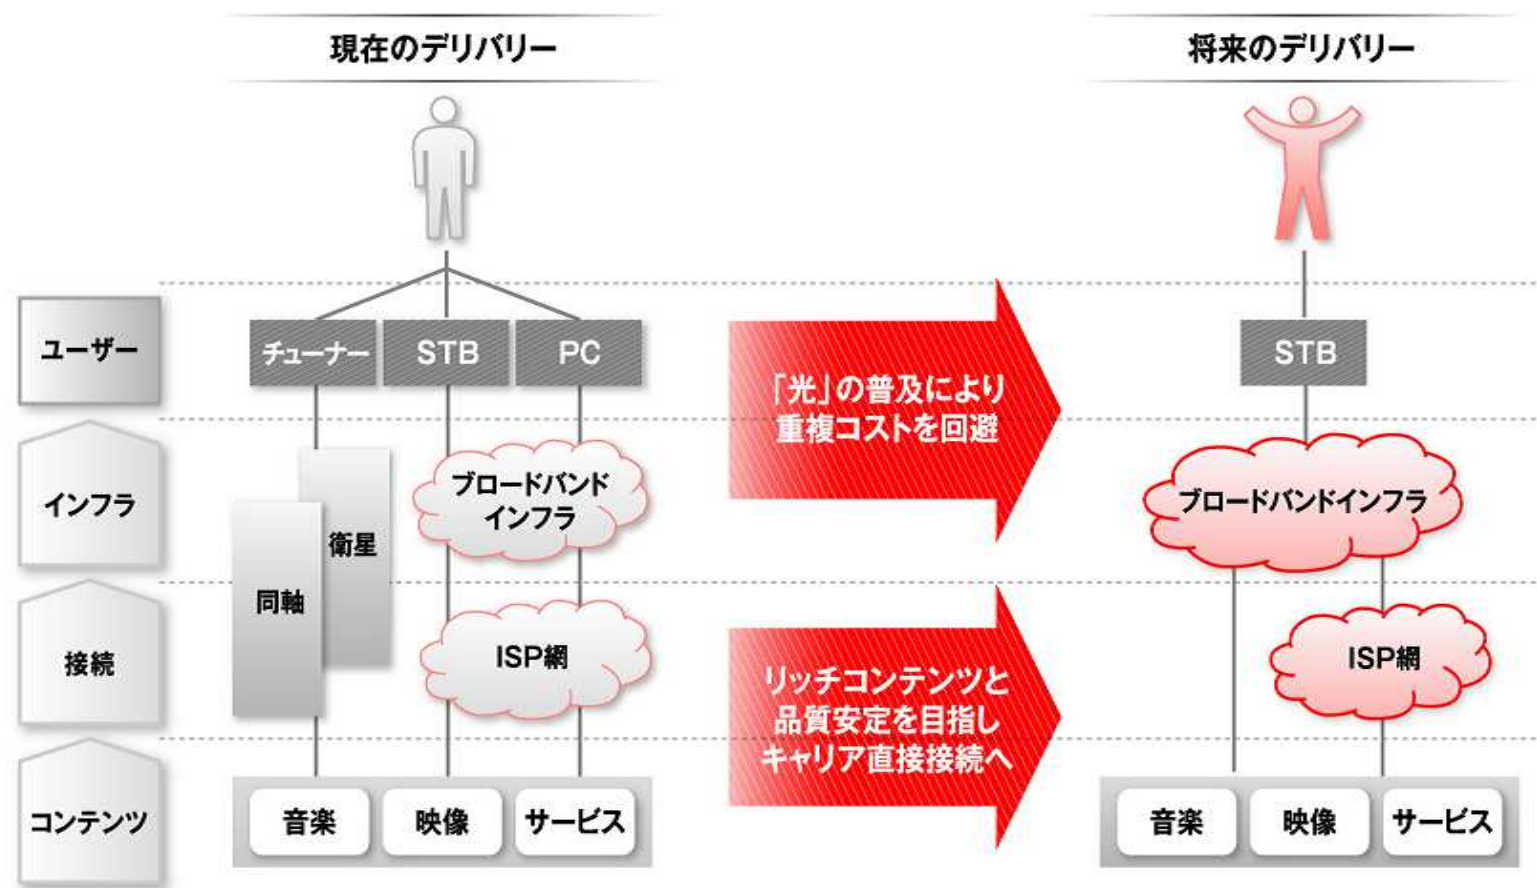 現在のデリバリー
将来のデリバリー
ユーザー
チューナー
STB
PC
「光」の普及により
重複コストを回避
STB
インフラ
衛星
同軸
ブロードバンド
インフラ
ブロードバンドインフラ
接続
ISP網
リッチコンテンツと
品質安定を目指し
キャリア直接接続へ
ISP網
コンテンツ
音楽
映像
サービス
音楽
映像
サービス